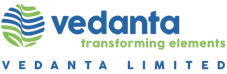 vedanta
transforming elements
VEDANTA LIMITED